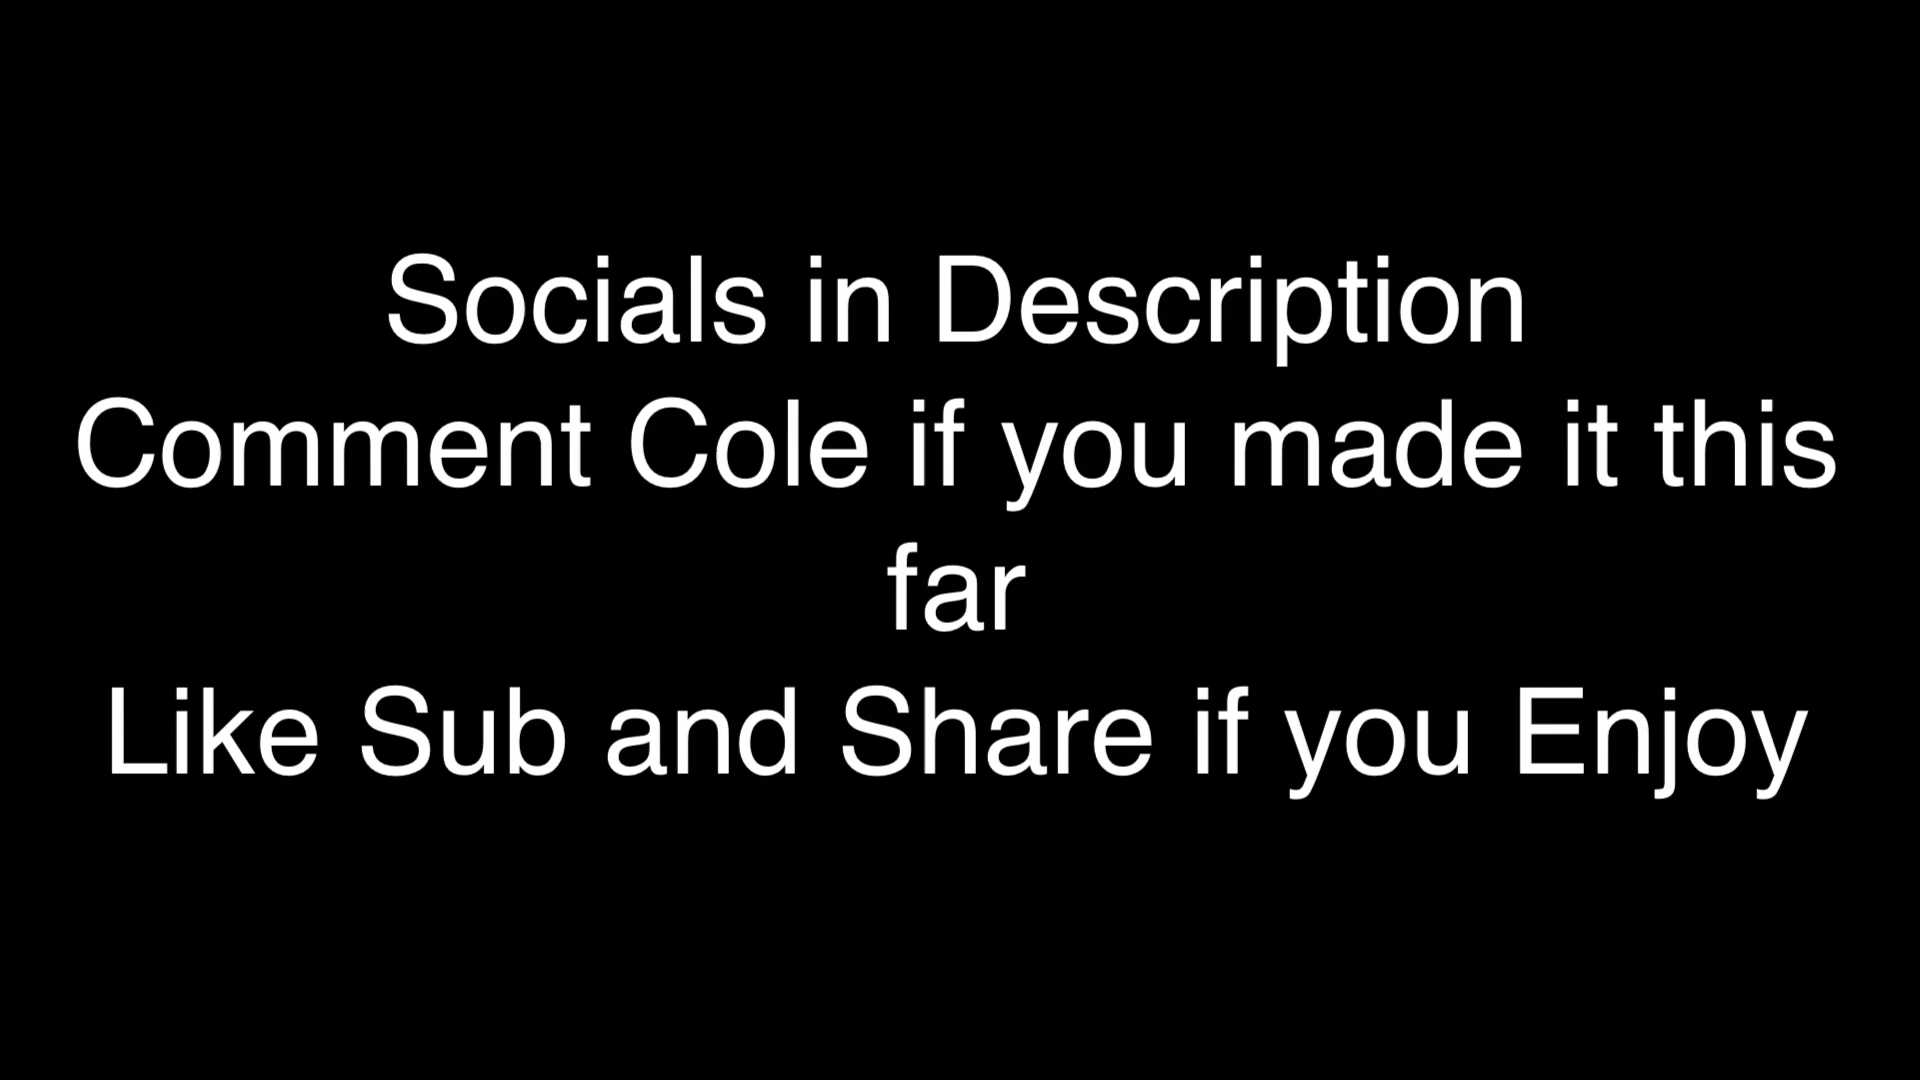 Socials in Description
Comment Cole if you made it this
far
Like Sub and Share if you Enjoy